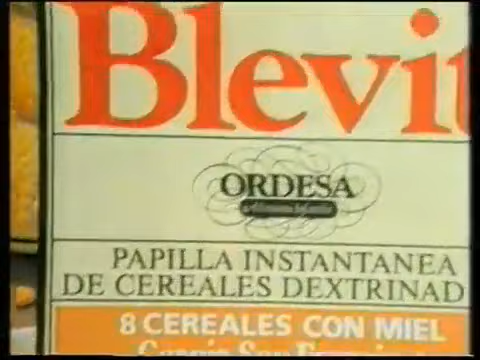 Blevit
ORDESA
PAPILLA INSTANTANEA
DE CEREALES DEXTRINAD
8 CEREALES CON MIEL